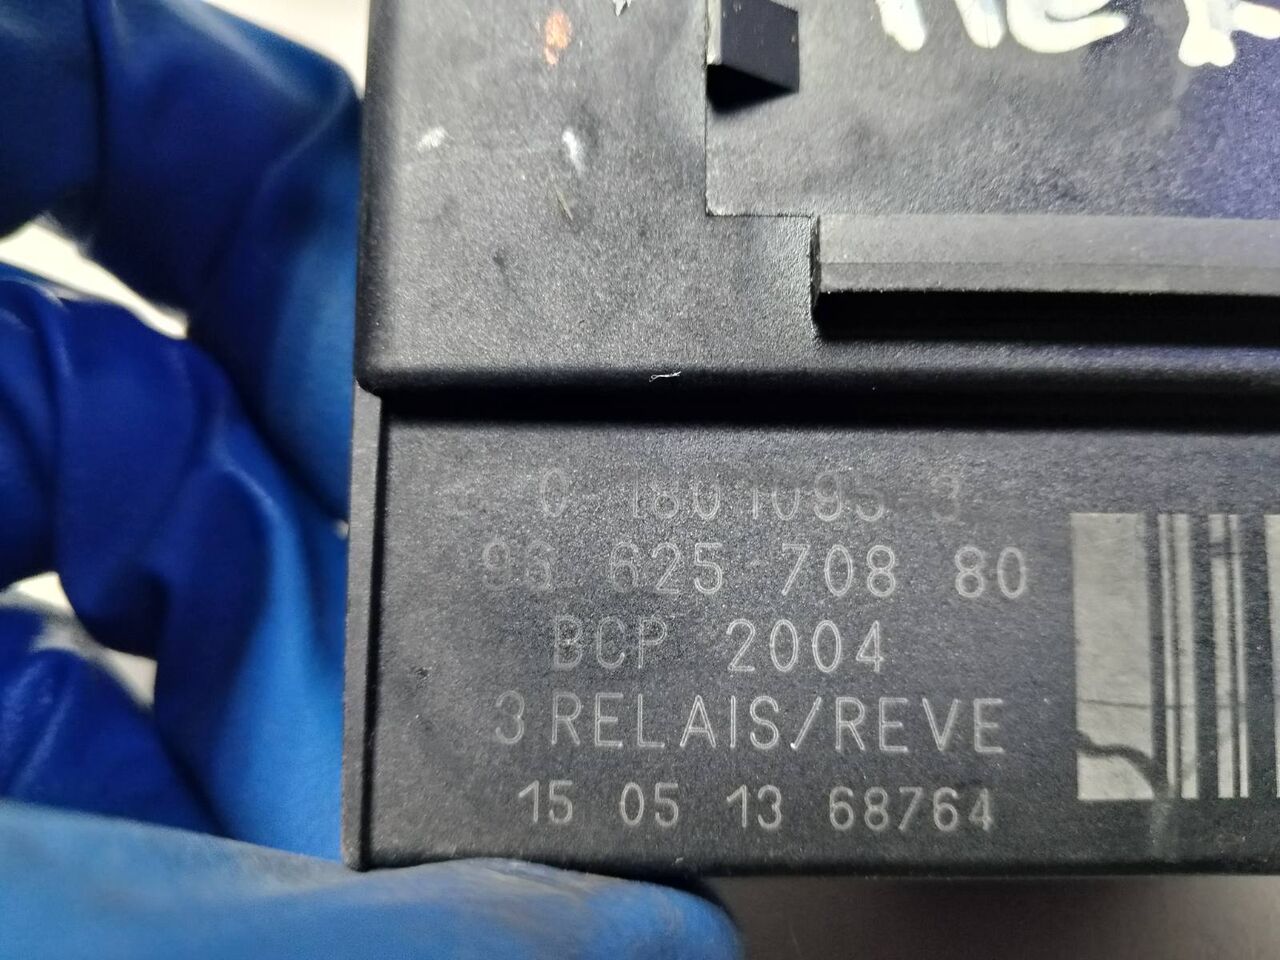 96 625 708 80
BCP 2004
3 RELAIS/REVE
15 05 13 68764